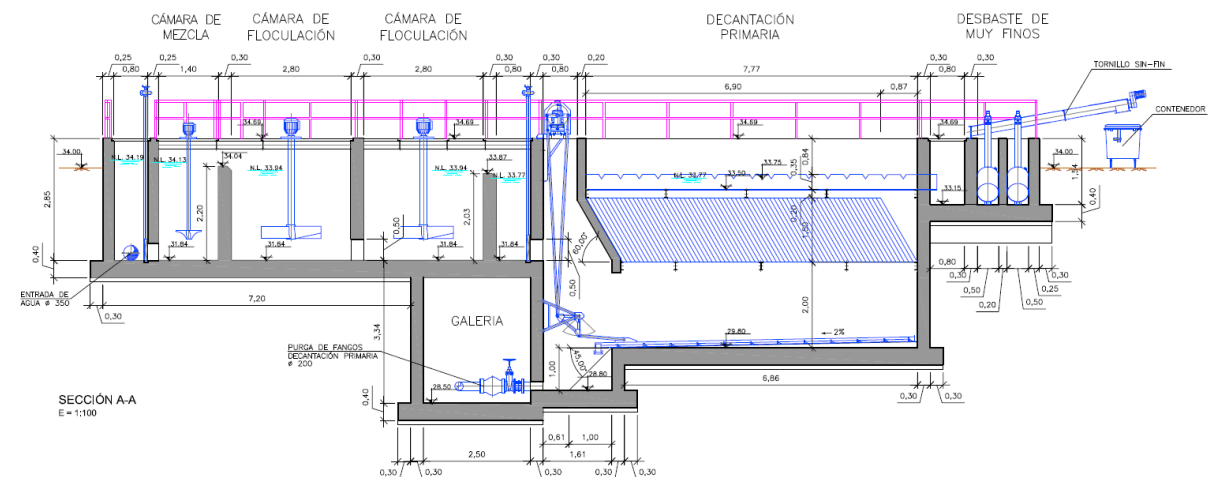 CÁMARA DE
MEZCLA
CÁMARA DE
FLOCULACIÓN
CÁMARA DE
FLOCULACIÓN
DECANTACIÓN
PRIMARIA
DESBASTE DE
MUY FINOS
0,25
0,80
0,25
1,40
0,30
2,80
0,30
2,80
0,30
0,80
0,30
0,80
0,20
7,77
6,90
0,87
0,30
0,80
0,30
TORNILLO SIN-FIN
CONTENEDOR
34.69
34.69
34.69
34.69
34.00
N.L. 34.19
N.L. 34.13
34.04
N.L. 33.94
N.L. 33.94
33.87
N.L. 33.77
33.75
33.50
N.L. 33.77
0,35
0,84
34.00
1,54
33.15
0,40
2,85
2,20
2,03
0,50
0,20
1,50
60,00°
31.84
31.84
31.84
31.84
0,40
0,50
0,80
0,30
0,50
0,20
0,50
0,25
0,30
ENTRADA DE
AGUA ø 350
7,20
0,30
3,34
GALERIA
2,00
29.80
2%
PURGA DE FANGOS
DECANTACIÓN PRIMARIA
ø 200
45,00°
1,00
28.80
28.50
0,40
6,86
0,30
0,30
SECCIÓN A-A
E = 1:100
0,61
1,00
2,50
1,61
0,30
0,30
0,30
0,30
0,30